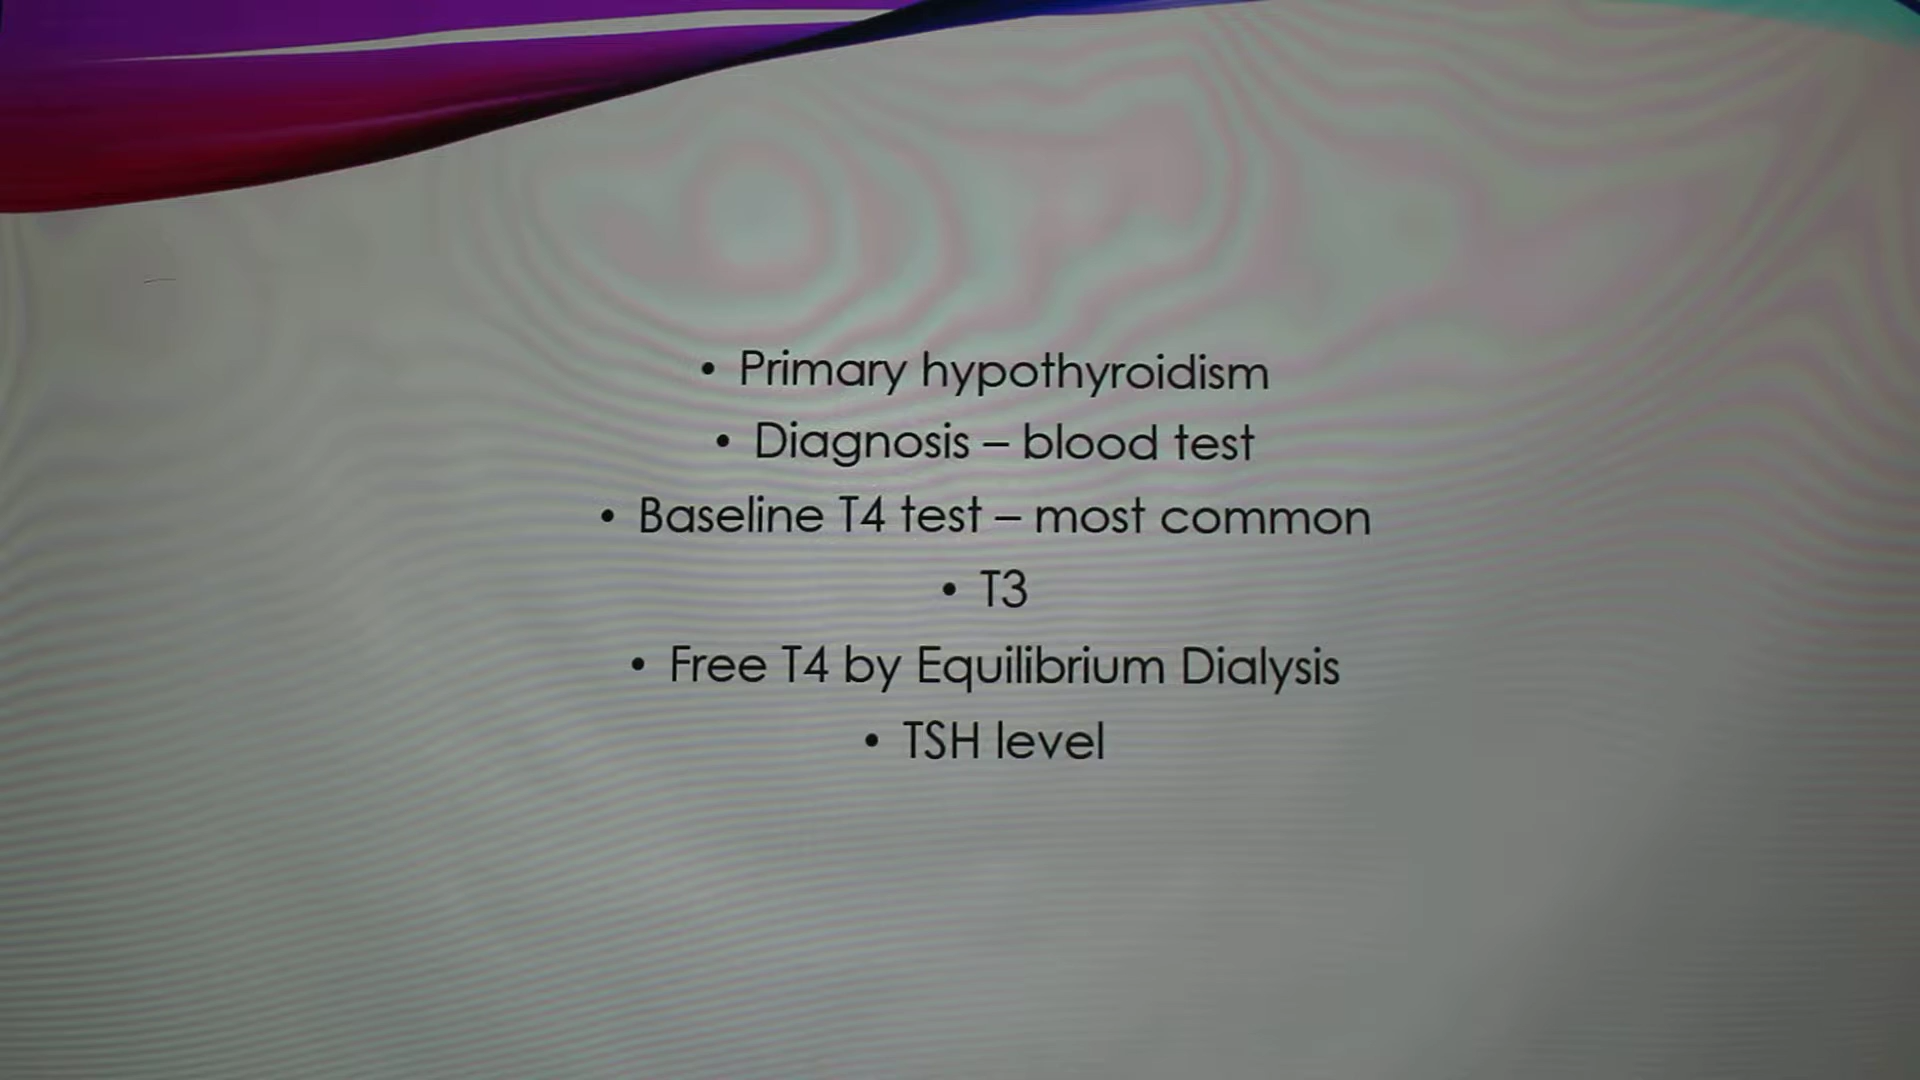 • Primary hypothyroidism
• Diagnosis – blood test
• Baseline T4 test – most common
• T3
• Free T4 by Equilibrium Dialysis
• TSH level